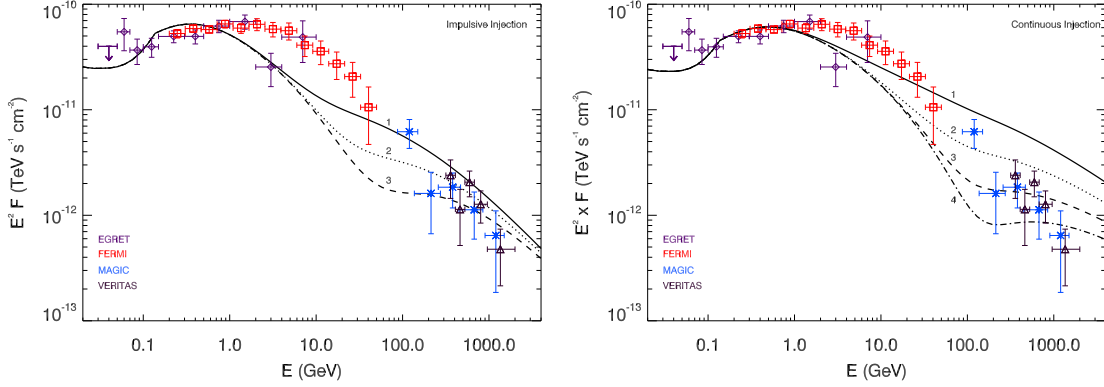 Impulsive Injection
10^-10
10^-11
10^-12
10^-13
E^2 F (TeV s^-1 cm^-2)
1
2
3
EGRET
FERMI
MAGIC
VERITAS
0.1 1.0 10.0 100.0 1000.0
E (GeV)
Continuous Injection
10^-10
10^-11
10^-12
10^-13
E^2 x F (TeV s^-1 cm^-2)
1
2
3
4
EGRET
FERMI
MAGIC
VERITAS
0.1 1.0 10.0 100.0 1000.0
E (GeV)